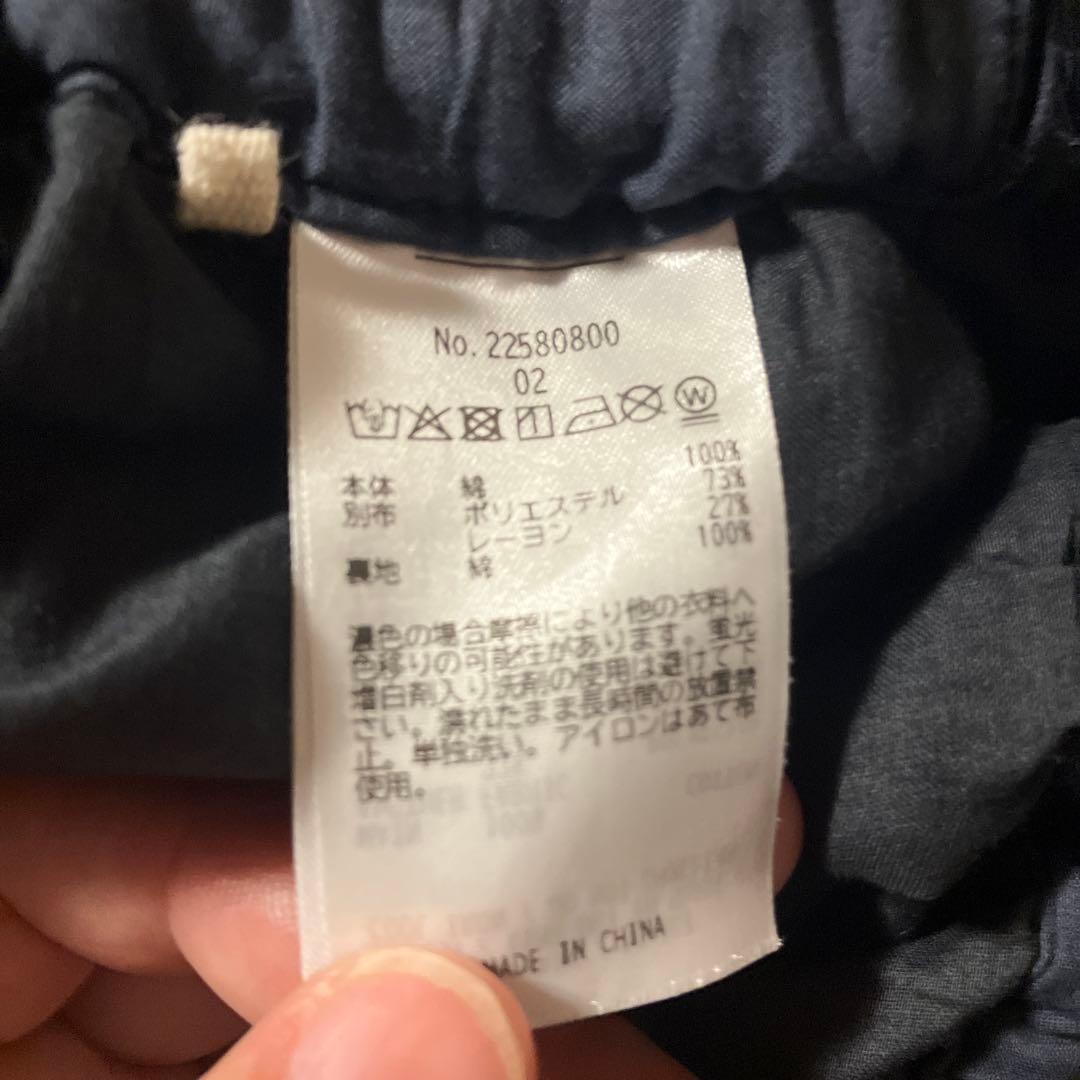 No. 22580800
02
W
本体 綿 100%
別布 ポリエステル 73%
レーヨン 27%
裏地 綿 100%
濃色の場合摩擦により他の衣料へ
色移りの可能性があります。蛍光
増白剤入り洗剤の使用は避けて下
さい。濡れたまま長時間の放置禁
止。単独洗い。アイロンはあて布
使用。
MADE IN CHINA